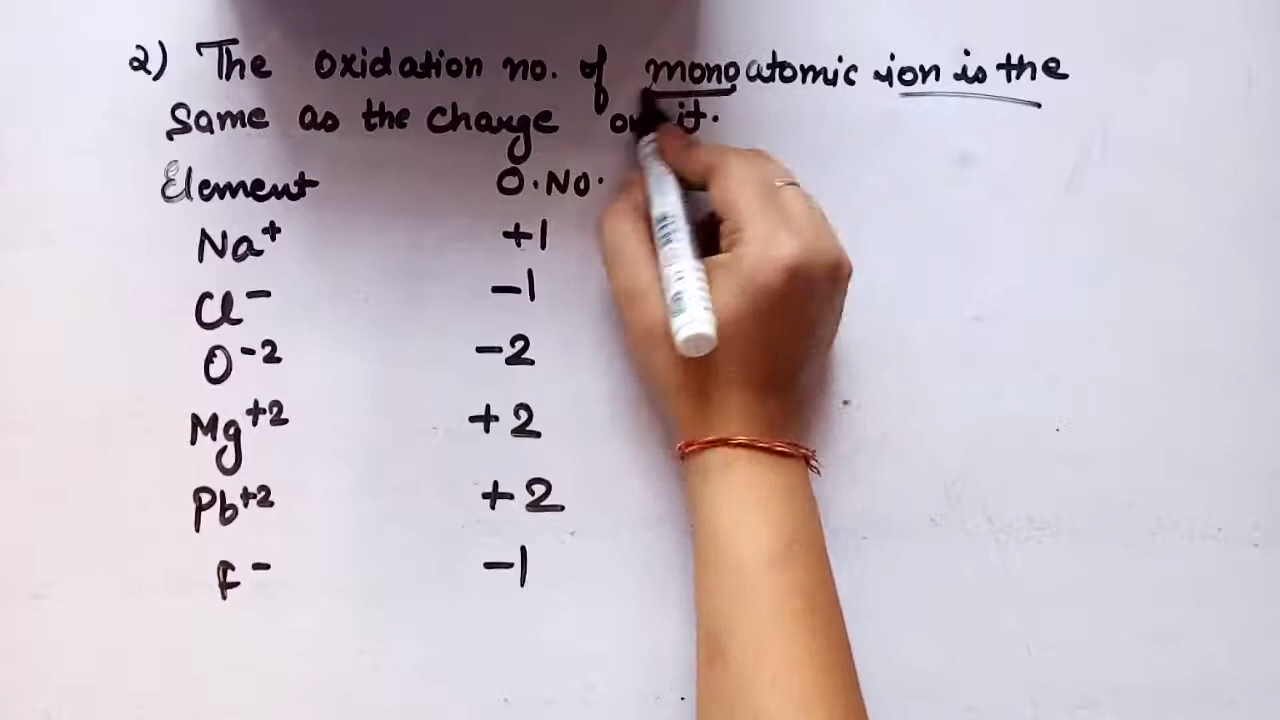 2) The oxidation no. of monoatomic ion is the
same as the charge on it.
Element O.No.
Na⁺ +1
Cl⁻ -1
O⁻² -2
Mg⁺² +2
Pb⁺² +2
F⁻ -1